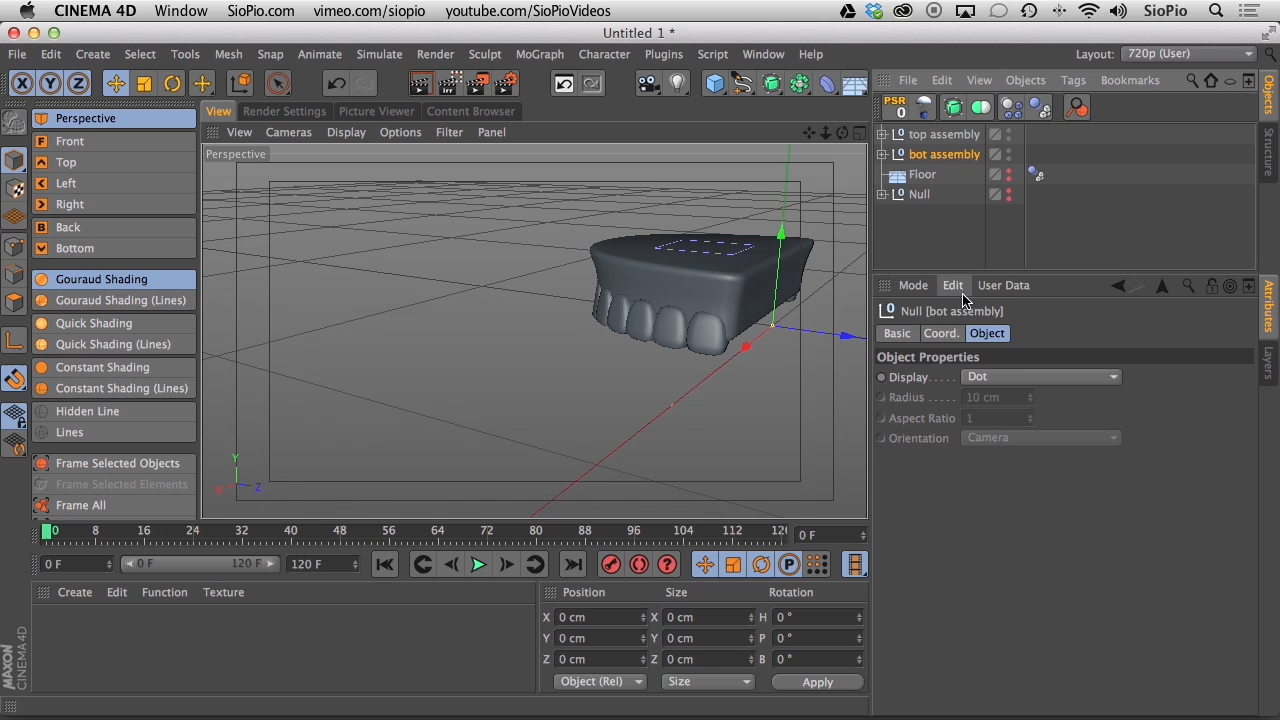 CINEMA 4D Window SioPio.com vimeo.com/siopio youtube.com/SioPioVideos SioPio
Untitled 1 *
File Edit Create Select Tools Mesh Snap Animate Simulate Render Sculpt MoGraph Character Plugins Script Window Help Layout: 720p (User)
X Y Z File Edit View Objects Tags Bookmarks
View Render Settings Picture Viewer Content Browser
PSR
0
View Cameras Display Options Filter Panel
Perspective
Perspective
F Front
Top
Left
Right
B Back
Bottom
Gouraud Shading
Gouraud Shading (Lines)
Quick Shading
Quick Shading (Lines)
Constant Shading
Constant Shading (Lines)
Hidden Line
Lines
Frame Selected Objects
Frame Selected Elements
Frame All
Y
X Z
top assembly
bot assembly
Floor
Null
Objects
Structure
Mode Edit User Data
Null [bot assembly]
Basic Coord. Object
Object Properties
Display..... Dot
Radius..... 10 cm
Aspect Ratio 1
Orientation Camera
Attributes
Layers
0 8 16 24 32 40 48 56 64 72 80 88 96 104 112 0 F
0 F 0 F 120 F 120 F P
Create Edit Function Texture
Position Size Rotation
X 0 cm X 0 cm H 0 °
Y 0 cm Y 0 cm P 0 °
Z 0 cm Z 0 cm B 0 °
Object (Rel) Size Apply
MAXON
CINEMA 4D